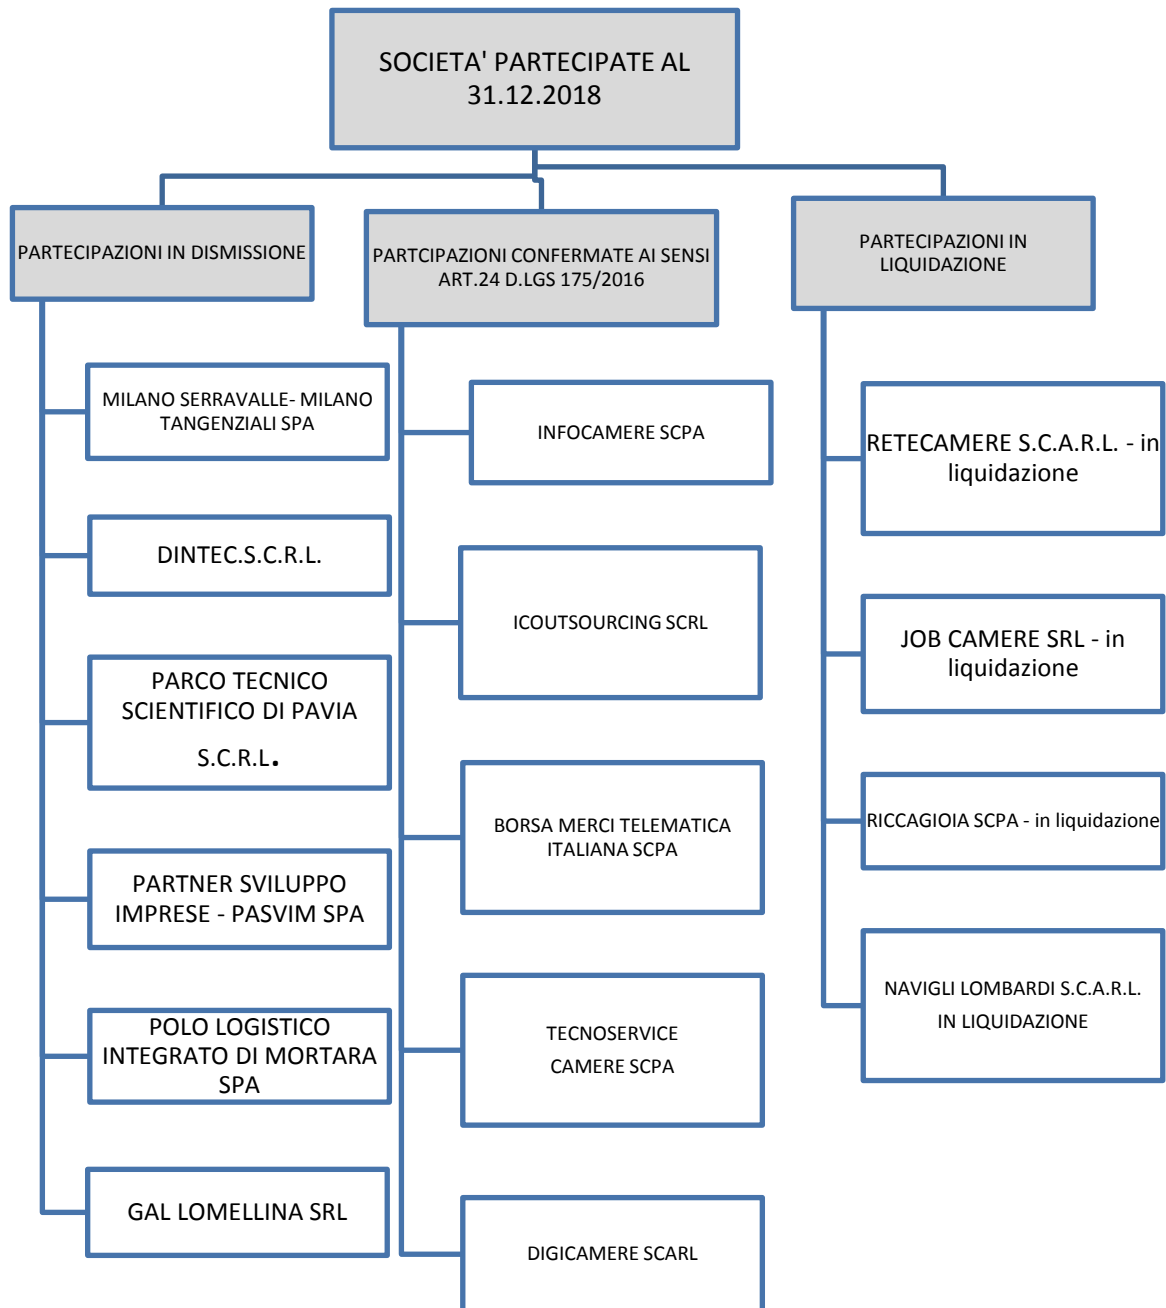 SOCIETA' PARTECIPATE AL
31.12.2018
PARTECIPAZIONI IN DISMISSIONE
MILANO SERRAVALLE- MILANO
TANGENZIALI SPA
DINTEC.S.C.R.L.
PARCO TECNICO
SCIENTIFICO DI PAVIA
S.C.R.L.
PARTNER SVILUPPO
IMPRESE - PASVIM SPA
POLO LOGISTICO
INTEGRATO DI MORTARA
SPA
GAL LOMELLINA SRL
PARTCIPAZIONI CONFERMATE AI SENSI
ART.24 D.LGS 175/2016
INFOCAMERE SCPA
ICOUTSOURCING SCRL
BORSA MERCI TELEMATICA
ITALIANA SCPA
TECNOSERVICE
CAMERE SCPA
DIGICAMERE SCARL
PARTECIPAZIONI IN
LIQUIDAZIONE
RETECAMERE S.C.A.R.L. - in
liquidazione
JOB CAMERE SRL - in
liquidazione
RICCAGIOIA SCPA - in liquidazione
NAVIGLI LOMBARDI S.C.A.R.L.
IN LIQUIDAZIONE